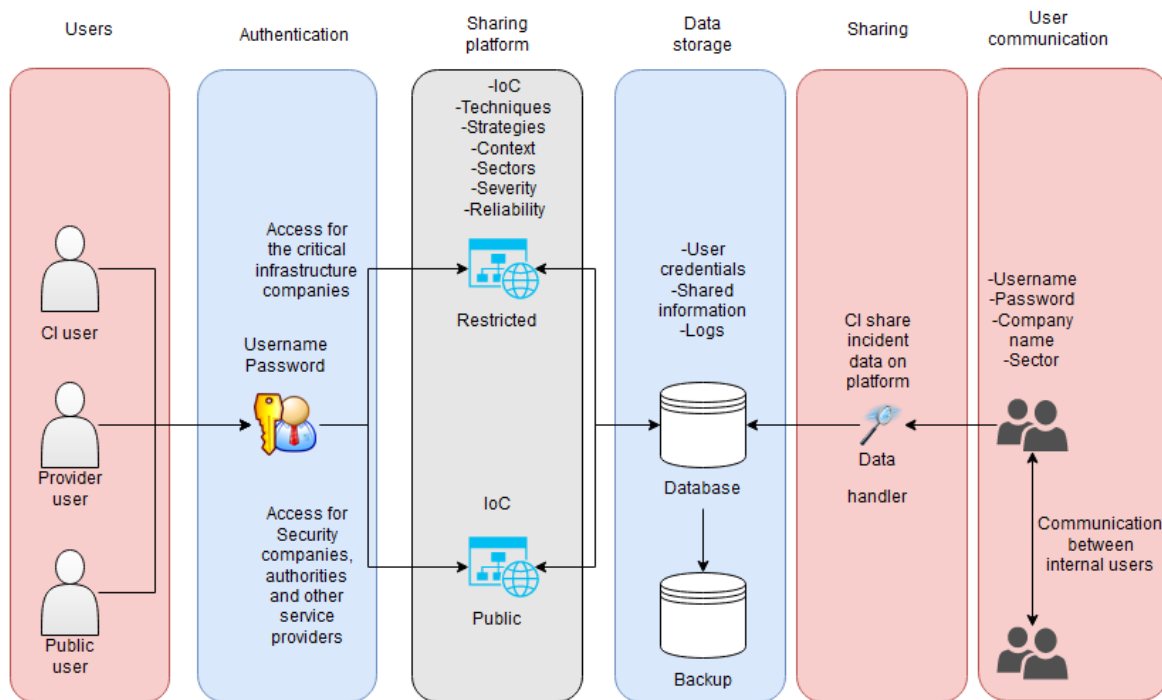 Users
Authentication
Sharing
platform
Data
storage
Sharing
User
communication
CI user
Provider
user
Public
user
Access for
the critical
infrastructure
companies
Username
Password
Access for
Security
companies,
authorities
and other
service
providers
-IoC
-Techniques
-Strategies
-Context
-Sectors
-Severity
-Reliability
Restricted
IoC
Public
-User
credentials
-Shared
information
-Logs
Database
Backup
CI share
incident
data on
platform
Data
handler
-Username
-Password
-Company
name
-Sector
Communication
between
internal users